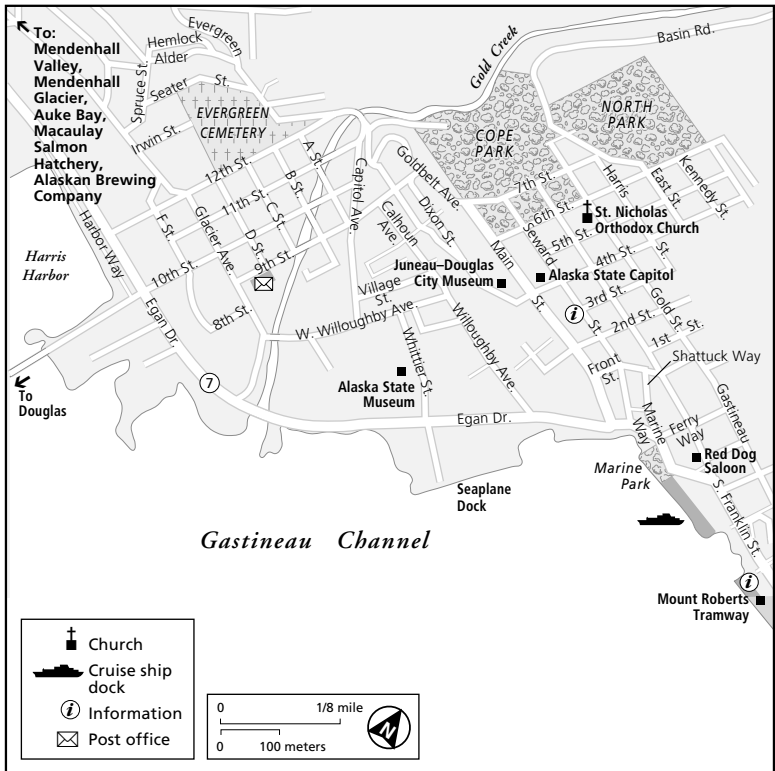 To:
Mendenhall
Valley,
Mendenhall
Glacier,
Auke Bay,
Macaulay
Salmon
Hatchery,
Alaskan Brewing
Company
Hemlock
Evergreen
Alder
Spruce St.
Seater St.
Irwin St.
EVERGREEN
CEMETERY
Gold Creek
Basin Rd.
NORTH
PARK
COPE
PARK
12th St.
11th St.
10th St.
9th St.
8th St.
A St.
B St.
C St.
D St.
F St.
Glacier Ave.
Capitol Ave.
Goldbelt Ave.
Calhoun
Ave.
Dixon St.
7th St.
6th St.
5th St.
4th St.
3rd St.
2nd St.
1st St.
Harris St.
East St.
Kennedy St.
St. Nicholas
Orthodox Church
Seward St.
Main St.
Gold St.
Juneau–Douglas
City Museum
Alaska State Capitol
i
Harbor Way
Harris
Harbor
Egan Dr.
Village
St.
W. Willoughby Ave.
Willoughby Ave.
Whittier St.
Front
St.
Shattuck Way
Gastineau
7
To
Douglas
Alaska State
Museum
Egan Dr.
Marine
Way
Ferry
Way
Red Dog
Saloon
Marine
Park
S. Franklin St.
Seaplane
Dock
Gastineau Channel
i
Mount Roberts
Tramway
Church
Cruise ship
dock
i Information
Post office
0 1/8 mile
0 100 meters
N